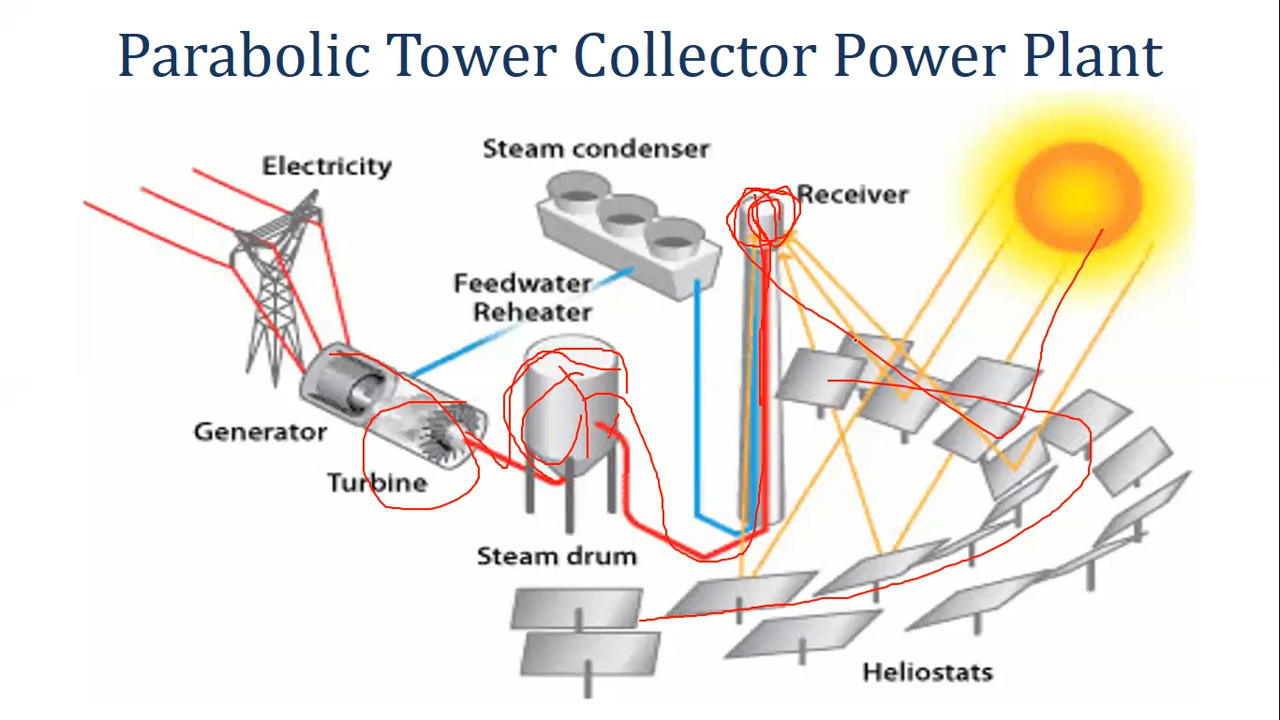 Parabolic Tower Collector Power Plant
Electricity
Steam condenser
Receiver
Feedwater
Reheater
Generator
Turbine
Steam drum
Heliostats